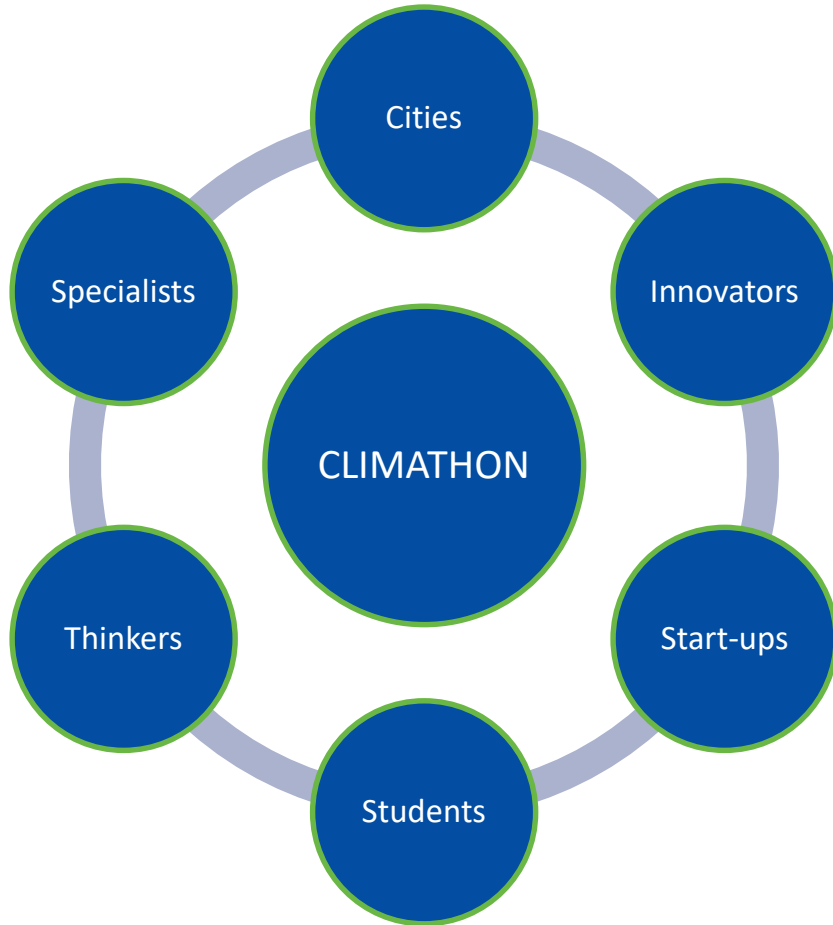 Cities
Specialists
Innovators
CLIMATHON
Thinkers
Start-ups
Students